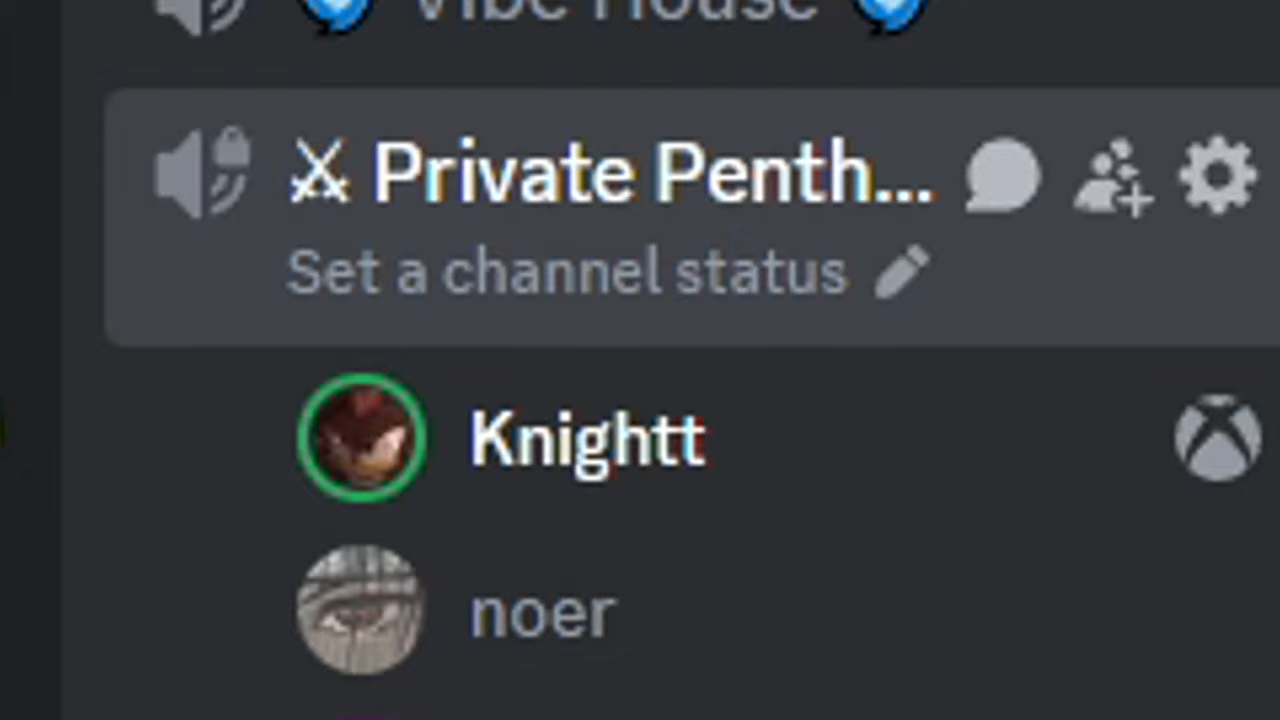 Vibe House
⚔ Private Penth...
Set a channel status
Knightt
noer